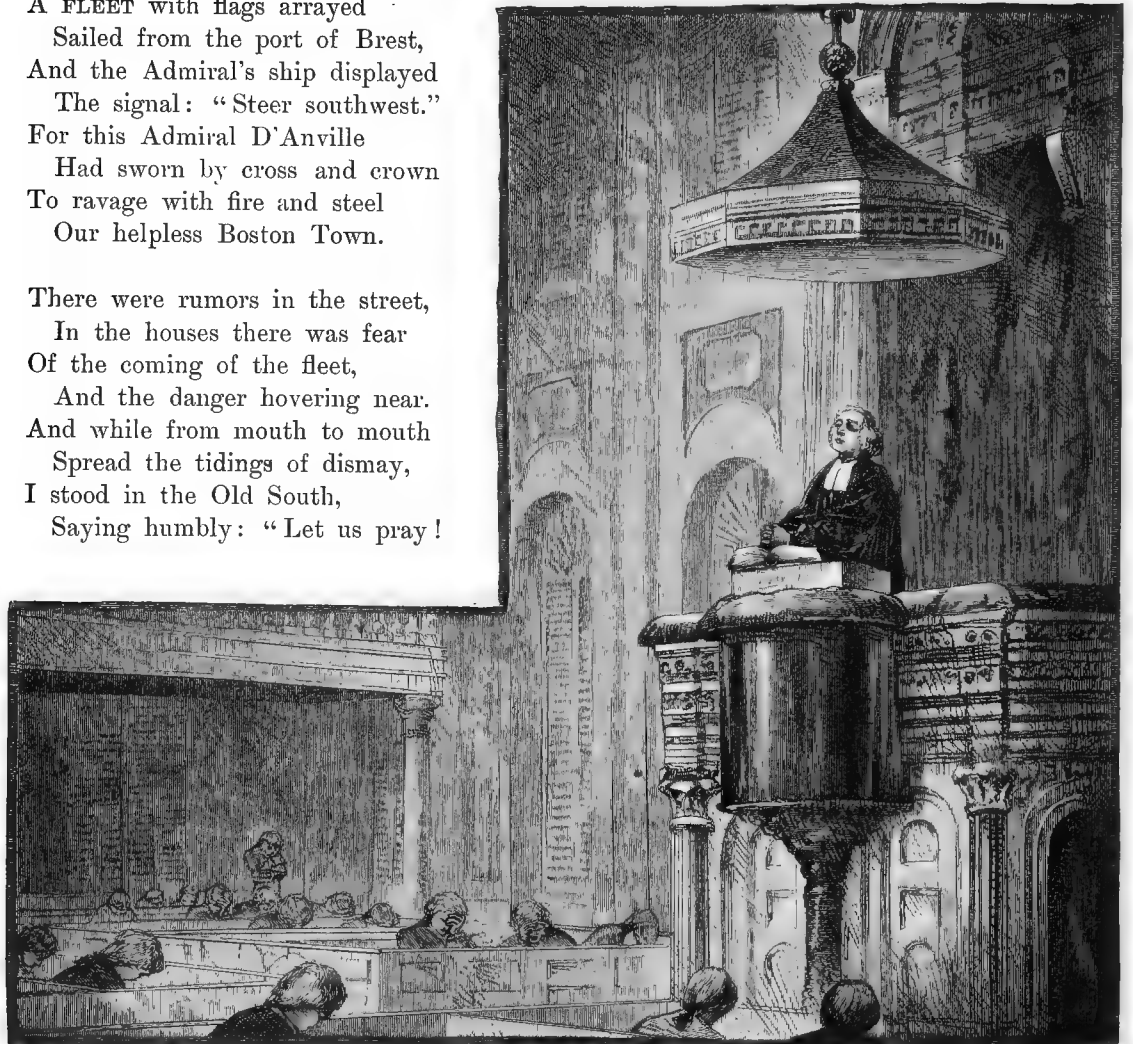 A FLEET with flags arrayed
Sailed from the port of Brest,
And the Admiral's ship displayed
The signal: “Steer southwest.”
For this Admiral D'Anville
Had sworn by cross and crown
To ravage with fire and steel
Our helpless Boston Town.

There were rumors in the street,
In the houses there was fear
Of the coming of the fleet,
And the danger hovering near.
And while from mouth to mouth
Spread the tidings of dismay,
I stood in the Old South,
Saying humbly: “Let us pray!